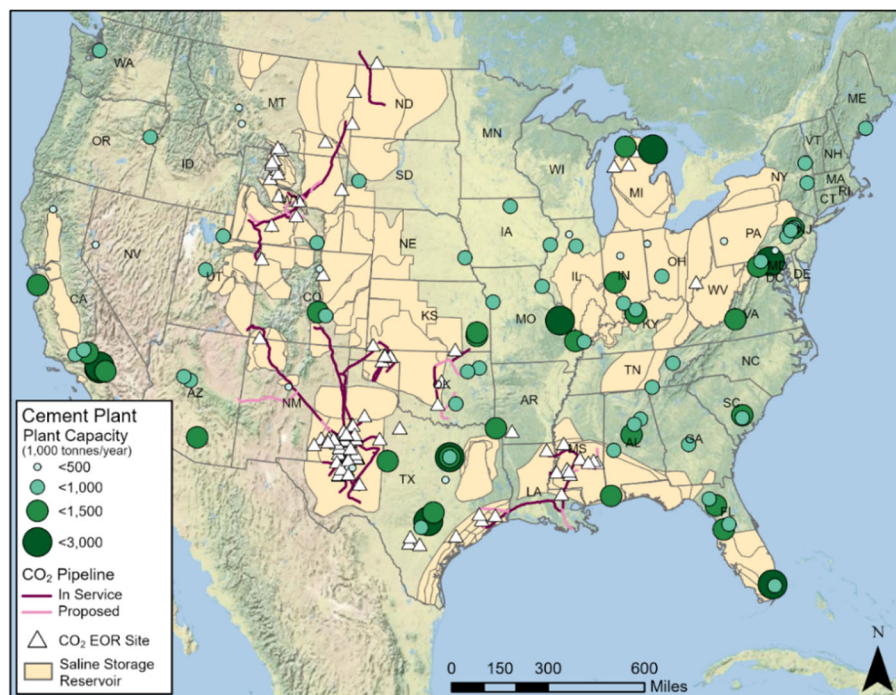 WA
MT
ND
MN
ME
OR
ID
SD
WI
VT
NH
WY
MI
NY
MA
RI
CT
IA
NE
PA
NJ
NV
UT
IL
IN
OH
MD
DE
DC
CA
CO
WV
KS
MO
KY
VA
TN
NC
AZ
NM
OK
AR
SC
MS
AL
GA
TX
LA
FL
Cement Plant
Plant Capacity
(1,000 tonnes/year)
<500
<1,000
<1,500
<3,000
CO₂ Pipeline
In Service
Proposed
CO₂ EOR Site
Saline Storage
Reservoir
0 150 300 600
Miles
N